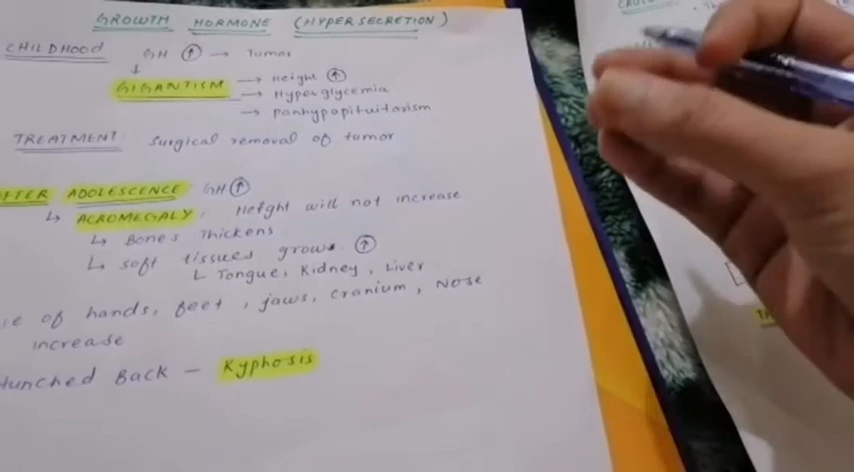 GROWTH HORMONE (HYPERSECRETION)
CHILDHOOD GH ↑ → Tumor
↓
GIGANTISM → Height ↑
→ Hyperglycemia
→ panhypopituitarism
TREATMENT: Surgical removal of tumor
AFTER ADOLESCENCE GH ↑
↳ ACROMEGALY: Height will not increase
↳ Bones Thickens
↳ soft tissues grows ↑
↳ Tongue, Kidney, Liver
of hands, feet, jaws, cranium, Nose
increase
Hunched Back - Kyphosis